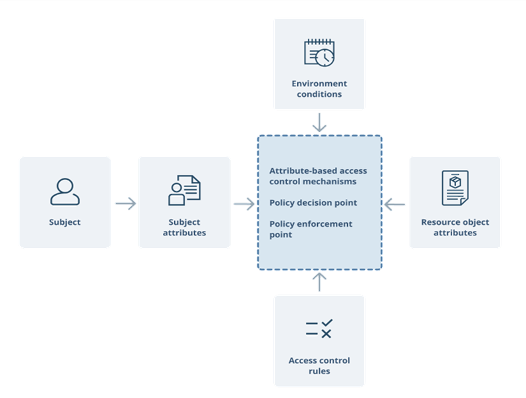 Environment
conditions
Attribute-based access
control mechanisms
Policy decision point
Policy enforcement
point
Subject
Subject
attributes
Resource object
attributes
Access control
rules